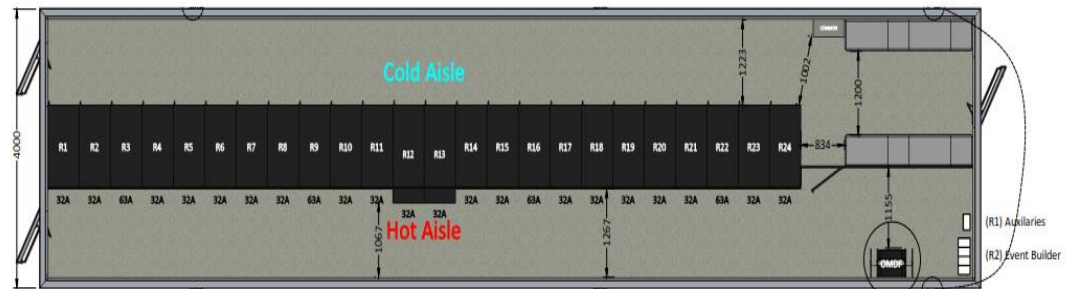 4000
Cold Aisle
1223
1002
1200
R1 R2 R3 R4 R5 R6 R7 R8 R9 R10 R11 R12 R13 R14 R15 R16 R17 R18 R19 R20 R21 R22 R23 R24
834
32A 32A 63A 32A 32A 32A 32A 32A 63A 32A 32A 32A 32A 32A 32A 63A 32A 32A 32A 32A 32A 63A 32A 32A
Hot Aisle
1067
1267
1155
OMDF
(R1) Auxilaries
(R2) Event Builder